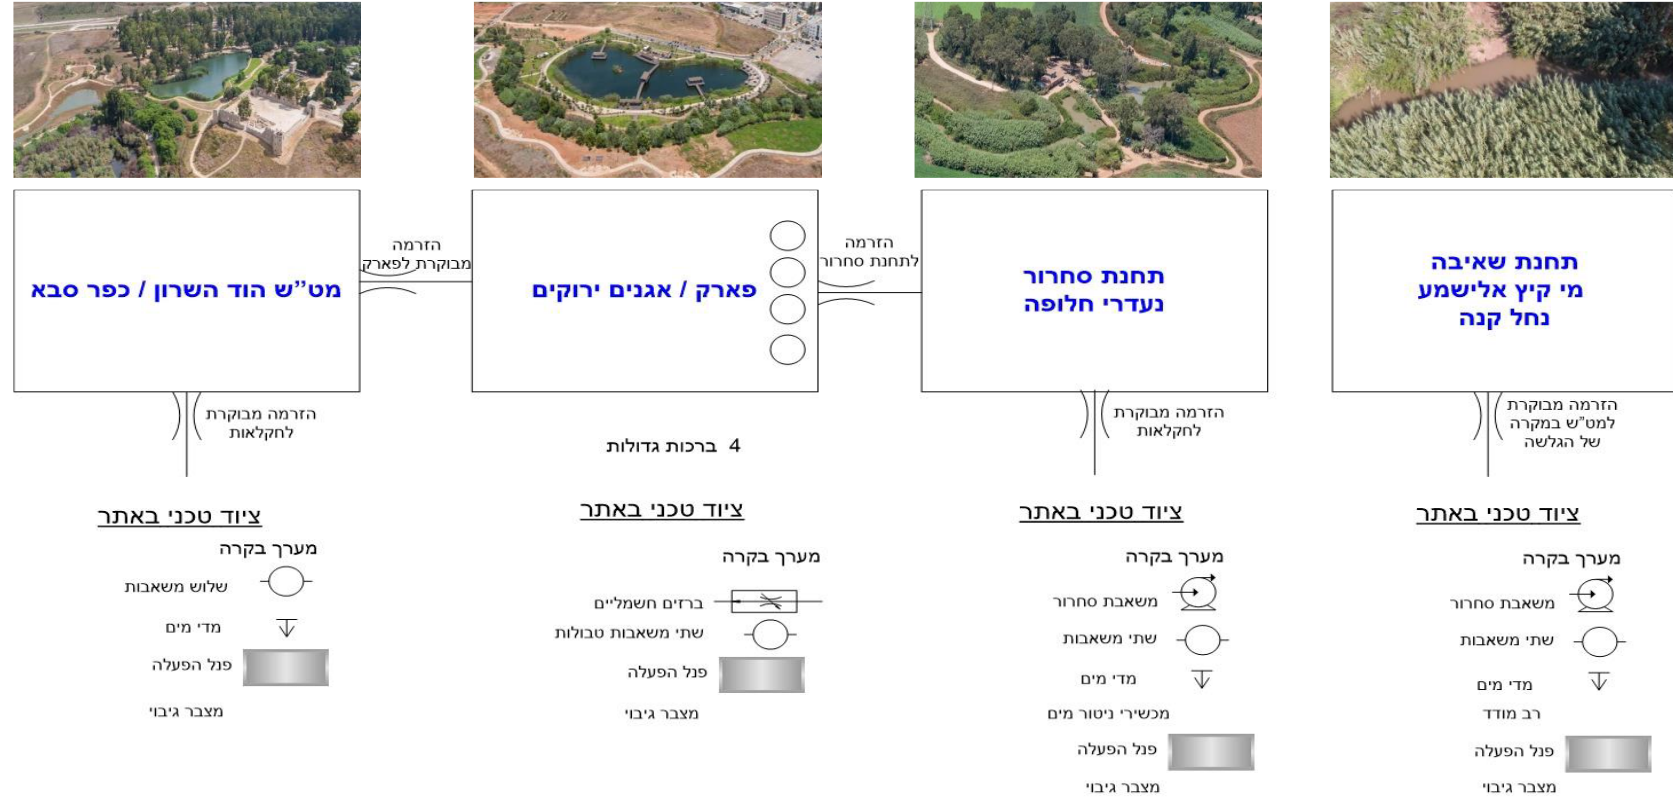 מט"ש הוד השרון / כפר סבא
הזרמה
מבוקרת לפארק
פארק / אגנים ירוקים
הזרמה
לתחנת סחרור
תחנת סחרור
נעדרי חלופה
תחנת שאיבה
מי קיץ אלישמע
נחל קנה
הזרמה מבוקרת
לחקלאות
4 ברכות גדולות
הזרמה מבוקרת
לחקלאות
הזרמה מבוקרת
למט"ש במקרה
של הגלשה
ציוד טכני באתר
מערך בקרה
שלוש משאבות
מדי מים
פנל הפעלה
מצבר גיבוי
ציוד טכני באתר
מערך בקרה
ברזים חשמליים
שתי משאבות טבולות
פנל הפעלה
מצבר גיבוי
ציוד טכני באתר
מערך בקרה
משאבת סחרור
שתי משאבות
מדי מים
מכשירי ניטור מים
פנל הפעלה
מצבר גיבוי
ציוד טכני באתר
מערך בקרה
משאבת סחרור
שתי משאבות
מדי מים
רב מודד
פנל הפעלה
מצבר גיבוי